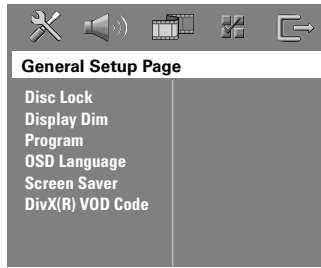 General Setup Page
Disc Lock
Display Dim
Program
OSD Language
Screen Saver
DivX(R) VOD Code